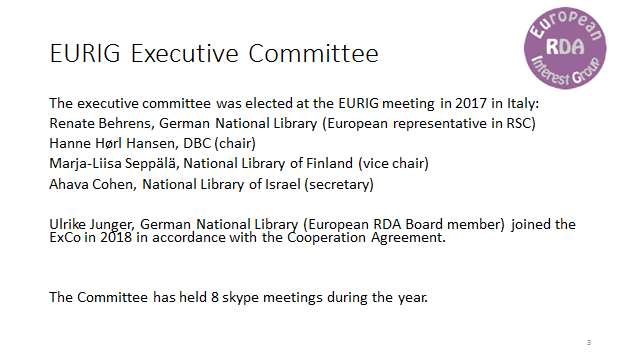 EURIG Executive Committee
European
RDA
Interest Group
The executive committee was elected at the EURIG meeting in 2017 in Italy:
Renate Behrens, German National Library (European representative in RSC)
Hanne Hørl Hansen, DBC (chair)
Marja-Liisa Seppälä, National Library of Finland (vice chair)
Ahava Cohen, National Library of Israel (secretary)
Ulrike Junger, German National Library (European RDA Board member) joined the
ExCo in 2018 in accordance with the Cooperation Agreement.
The Committee has held 8 skype meetings during the year.
3